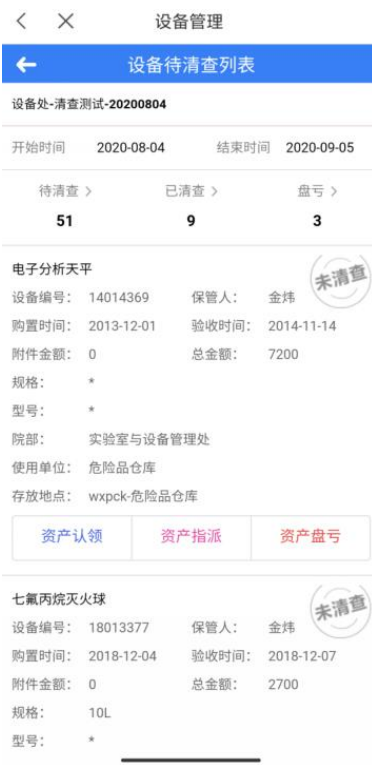 设备管理
设备待清查列表
设备处-清查测试-20200804
开始时间 2020-08-04 结束时间 2020-09-05
待清查 > 已清查 > 盘亏 >
51 9 3
电子分析天平 未清查
设备编号： 14014369 保管人： 金炜
购置时间： 2013-12-01 验收时间： 2014-11-14
附件金额： 0 总金额： 7200
规格： *
型号： *
院部： 实验室与设备管理处
使用单位： 危险品仓库
存放地点： wxpck-危险品仓库
资产认领 资产指派 资产盘亏
七氟丙烷灭火球 未清查
设备编号： 18013377 保管人： 金炜
购置时间： 2018-12-04 验收时间： 2018-12-07
附件金额： 0 总金额： 2700
规格： 10L
型号： *